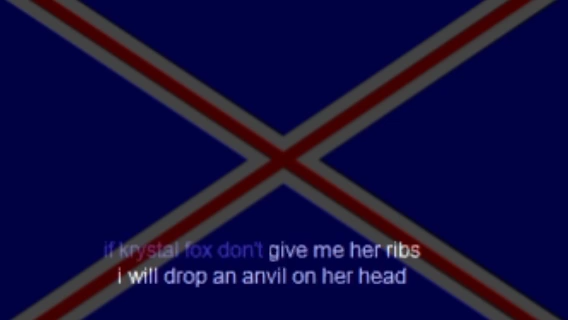 if krystal fox don't give me her ribs
i will drop an anvil on her head